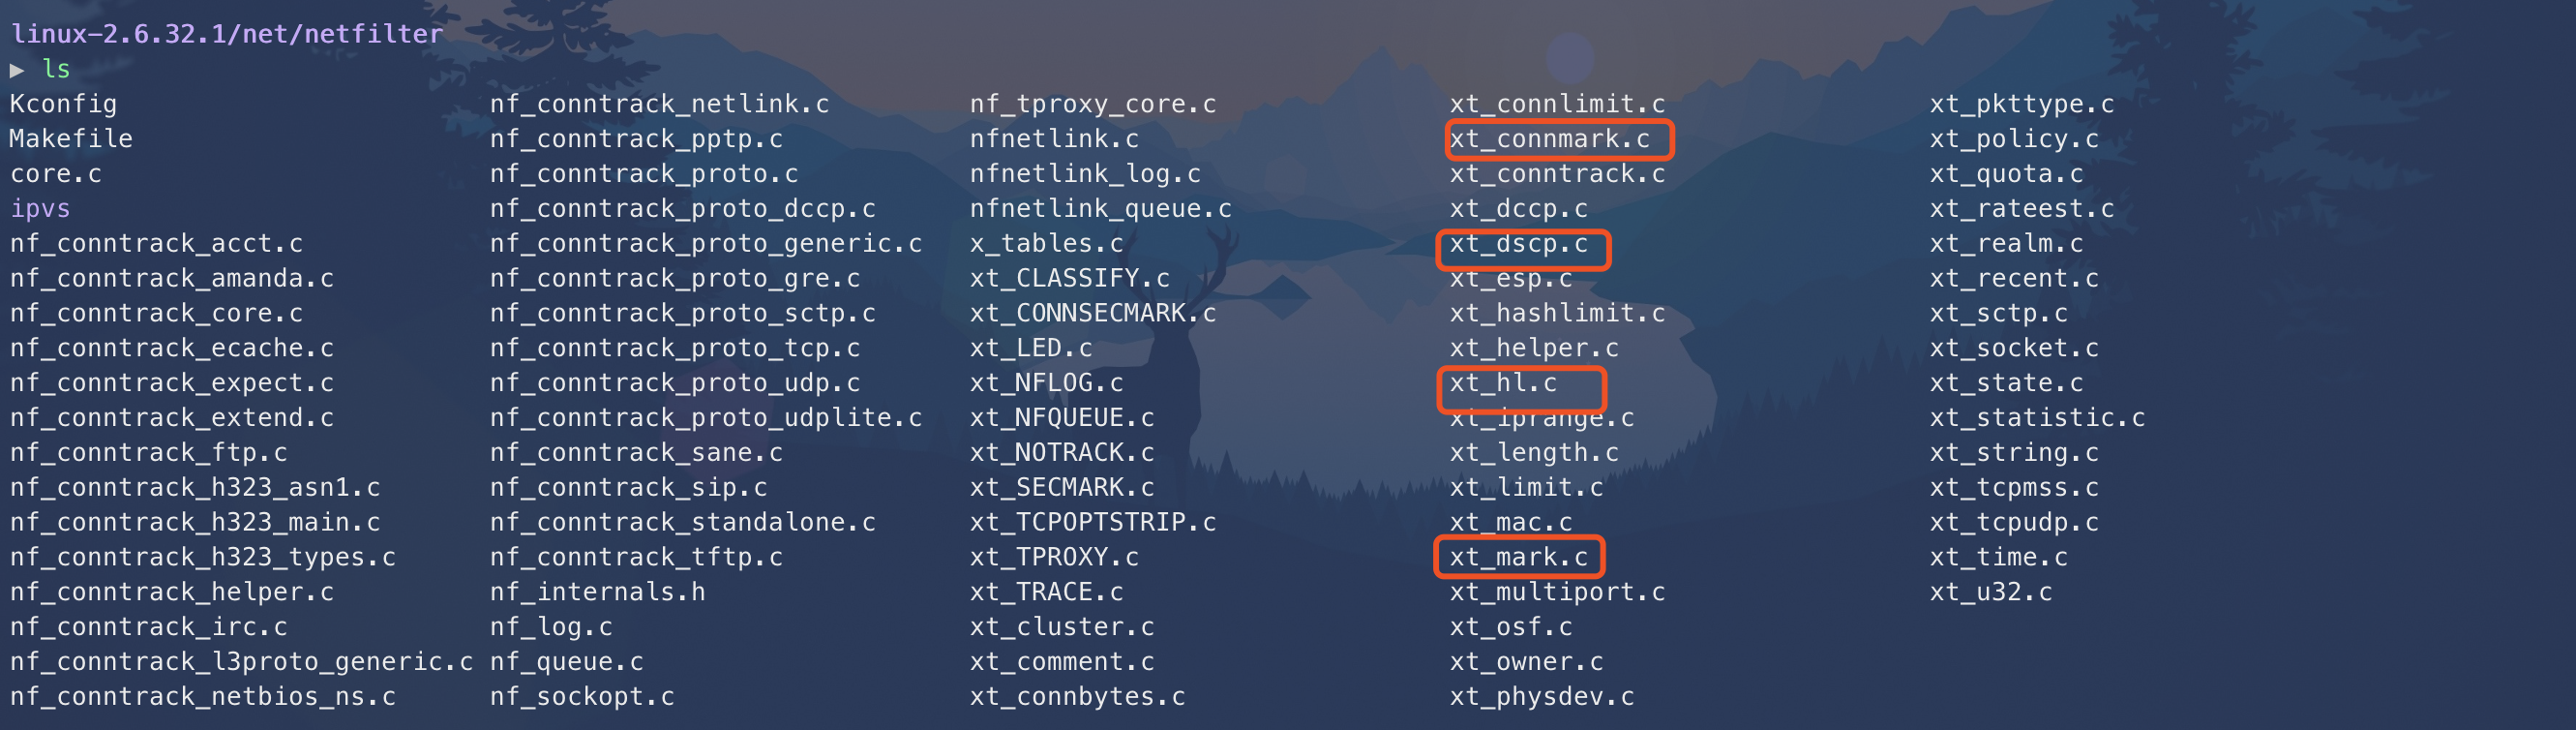 linux-2.6.32.1/net/netfilter
▶ ls
Kconfig nf_conntrack_netlink.c nf_tproxy_core.c xt_connlimit.c xt_pkttype.c
Makefile nf_conntrack_pptp.c nfnetlink.c xt_connmark.c xt_policy.c
core.c nf_conntrack_proto.c nfnetlink_log.c xt_conntrack.c xt_quota.c
ipvs nf_conntrack_proto_dccp.c nfnetlink_queue.c xt_dccp.c xt_rateest.c
nf_conntrack_acct.c nf_conntrack_proto_generic.c x_tables.c xt_dscp.c xt_realm.c
nf_conntrack_amanda.c nf_conntrack_proto_gre.c xt_CLASSIFY.c xt_esp.c xt_recent.c
nf_conntrack_core.c nf_conntrack_proto_sctp.c xt_CONNSECMARK.c xt_hashlimit.c xt_sctp.c
nf_conntrack_ecache.c nf_conntrack_proto_tcp.c xt_LED.c xt_helper.c xt_socket.c
nf_conntrack_expect.c nf_conntrack_proto_udp.c xt_NFLOG.c xt_hl.c xt_state.c
nf_conntrack_extend.c nf_conntrack_proto_udplite.c xt_NFQUEUE.c xt_iprange.c xt_statistic.c
nf_conntrack_ftp.c nf_conntrack_sane.c xt_NOTRACK.c xt_length.c xt_string.c
nf_conntrack_h323_asn1.c nf_conntrack_sip.c xt_SECMARK.c xt_limit.c xt_tcpmss.c
nf_conntrack_h323_main.c nf_conntrack_standalone.c xt_TCPOPTSTRIP.c xt_mac.c xt_tcpudp.c
nf_conntrack_h323_types.c nf_conntrack_tftp.c xt_TPROXY.c xt_mark.c xt_time.c
nf_conntrack_helper.c nf_internals.h xt_TRACE.c xt_multiport.c xt_u32.c
nf_conntrack_irc.c nf_log.c xt_cluster.c xt_osf.c
nf_conntrack_l3proto_generic.c nf_queue.c xt_comment.c xt_owner.c
nf_conntrack_netbios_ns.c nf_sockopt.c xt_connbytes.c xt_physdev.c